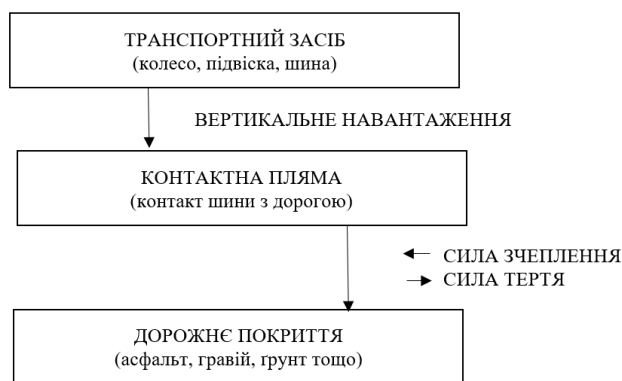 ТРАНСПОРТНИЙ ЗАСІБ
(колесо, підвіска, шина)
ВЕРТИКАЛЬНЕ НАВАНТАЖЕННЯ
КОНТАКТНА ПЛЯМА
(контакт шини з дорогою)
СИЛА ЗЧЕПЛЕННЯ
СИЛА ТЕРТЯ
ДОРОЖНЄ ПОКРИТТЯ
(асфальт, гравій, ґрунт тощо)